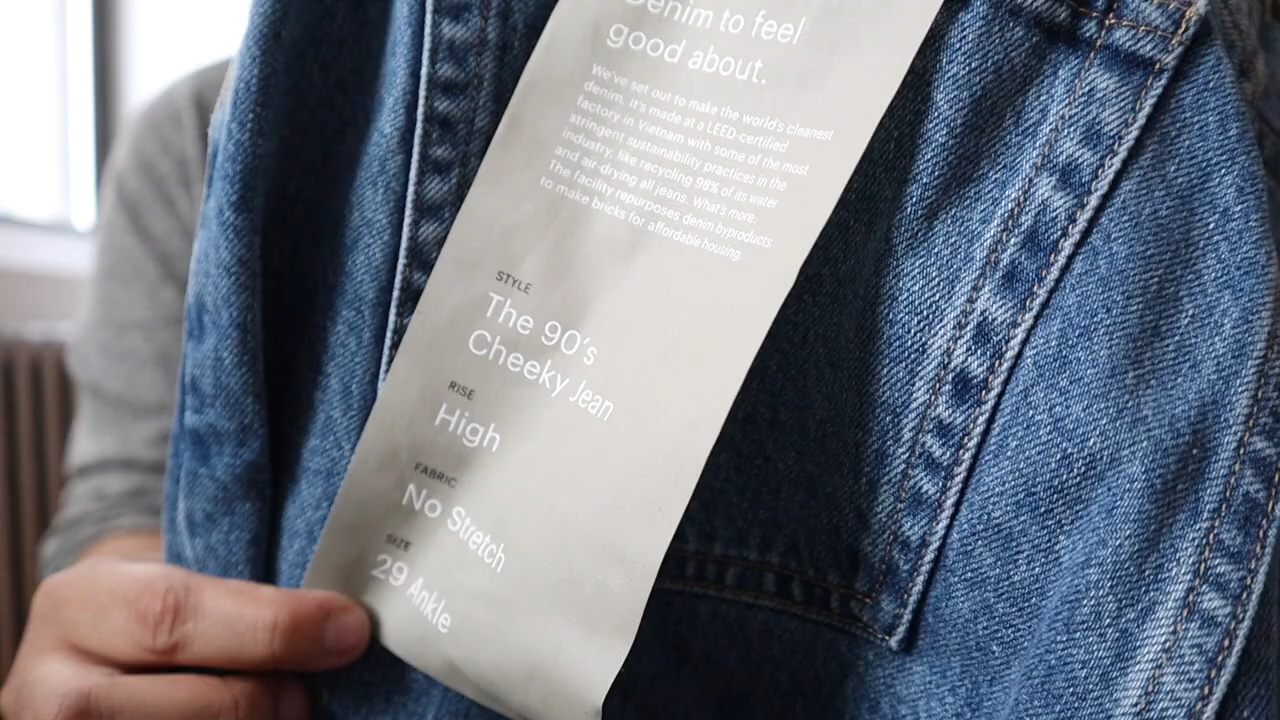 Denim to feel
good about.
We've set out to make the world's cleanest
denim. It's made at a LEED-certified
factory in Vietnam with some of the most
stringent sustainability practices in the
industry, like recycling 98% of its water
and air-drying all jeans. What's more:
The facility repurposes denim byproducts
to make bricks for affordable housing.
STYLE
The 90's
Cheeky Jean
RISE
High
FABRIC
No Stretch
SIZE
29 Ankle